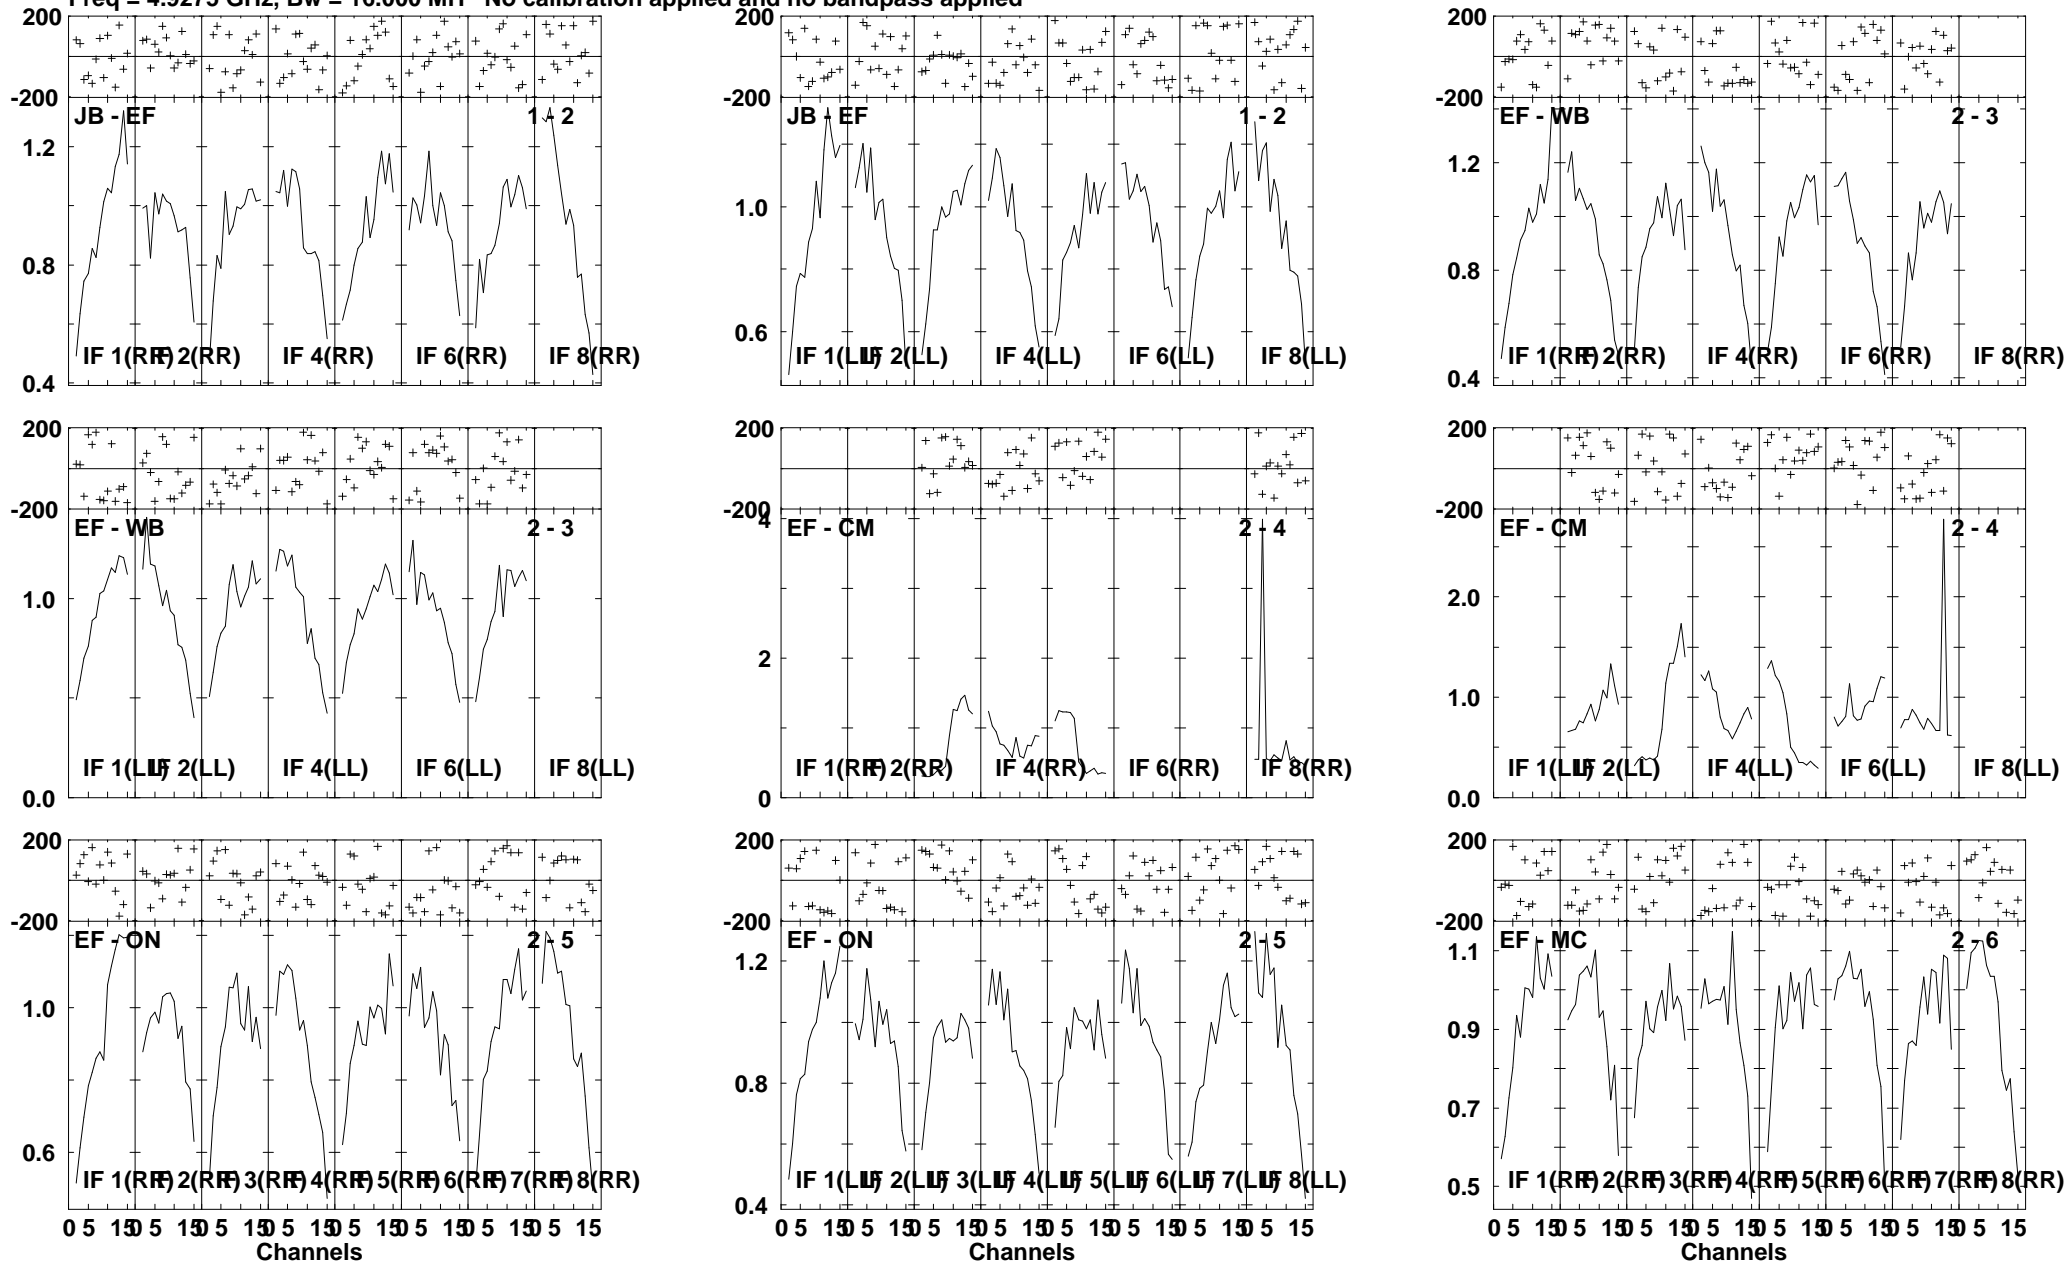 Freq = 4.9275 GHz, Bw = 16.000 MH No calibration applied and no bandpass applied
200
-200
JB - EF 1 - 2
1.2
0.8
0.4
IF 1(RR) IF 2(RR) IF 4(RR) IF 6(RR) IF 8(RR)
200
-200
JB - EF 1 - 2
1.0
0.6
IF 1(LL) IF 2(LL) IF 4(LL) IF 6(LL) IF 8(LL)
200
-200
EF - WB 2 - 3
1.2
0.8
0.4
IF 1(RR) IF 2(RR) IF 4(RR) IF 6(RR) IF 8(RR)
200
-200
EF - WB 2 - 3
1.0
0.0
IF 1(LL) IF 2(LL) IF 4(LL) IF 6(LL) IF 8(LL)
200
-200
4
EF - CM 2 - 4
2
0
IF 1(RR) IF 2(RR) IF 4(RR) IF 6(RR) IF 8(RR)
200
-200
EF - CM 2 - 4
2.0
1.0
0.0
IF 1(LL) IF 2(LL) IF 4(LL) IF 6(LL) IF 8(LL)
200
-200
EF - ON 2 - 5
1.0
0.6
IF 1(RR) IF 2(RR) IF 3(RR) IF 4(RR) IF 5(RR) IF 6(RR) IF 7(RR) IF 8(RR)
0 5 15 0 5 15 0 5 15 0 5 15 0 5 15 0 5 15 0 5 15 0 5 15
Channels
200
-200
EF - ON 2 - 5
1.2
0.8
0.4
IF 1(LL) IF 2(LL) IF 3(LL) IF 4(LL) IF 5(LL) IF 6(LL) IF 7(LL) IF 8(LL)
0 5 15 0 5 15 0 5 15 0 5 15 0 5 15 0 5 15 0 5 15 0 5 15
Channels
200
-200
EF - MC 2 - 6
1.1
0.9
0.7
0.5
IF 1(RR) IF 2(RR) IF 3(RR) IF 4(RR) IF 5(RR) IF 6(RR) IF 7(RR) IF 8(RR)
0 5 15 0 5 15 0 5 15 0 5 15 0 5 15 0 5 15 0 5 15 0 5 15
Channels